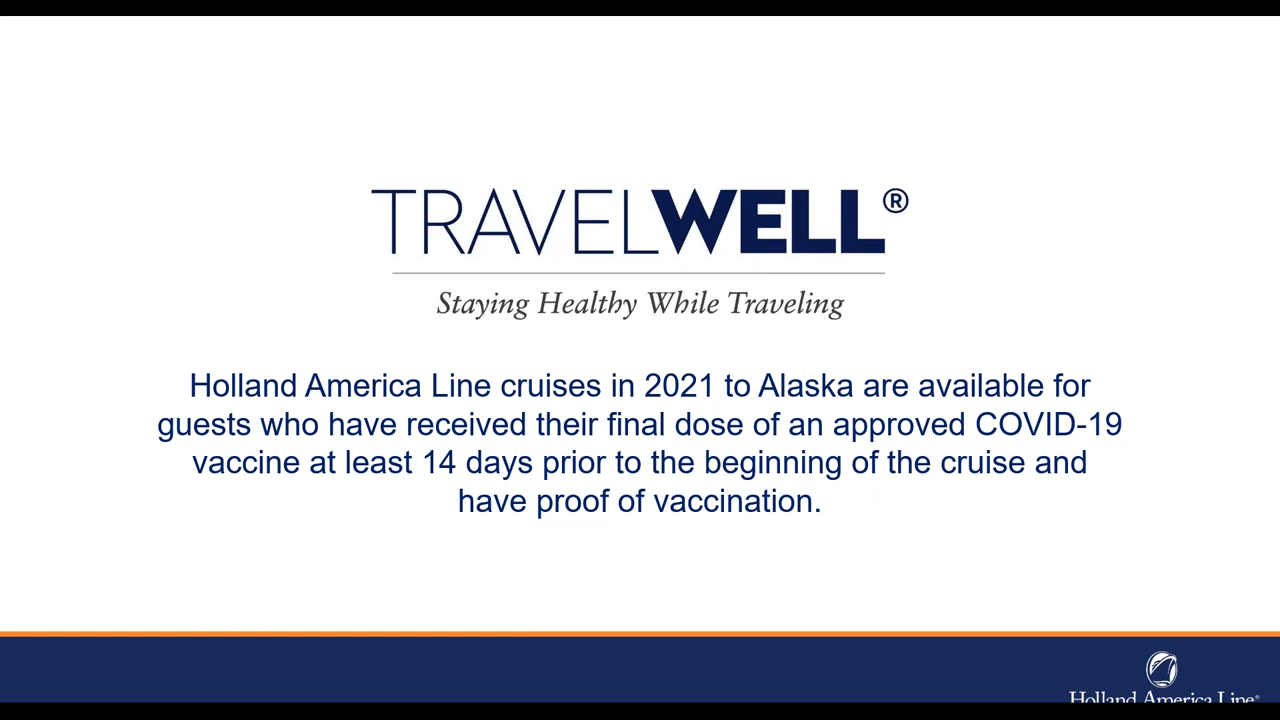 TRAVELWELL®
Staying Healthy While Traveling
Holland America Line cruises in 2021 to Alaska are available for
guests who have received their final dose of an approved COVID-19
vaccine at least 14 days prior to the beginning of the cruise and
have proof of vaccination.
Holland America Line®